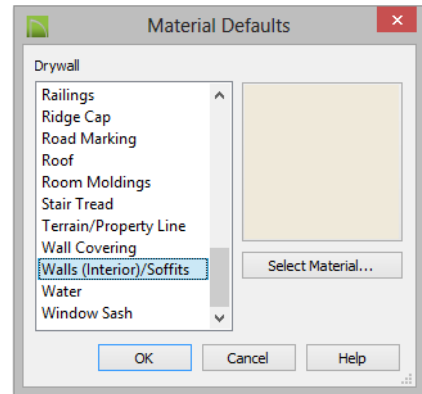 Material Defaults
Drywall
Railings
Ridge Cap
Road Marking
Roof
Room Moldings
Stair Tread
Terrain/Property Line
Wall Covering
Walls (Interior)/Soffits
Water
Window Sash
Select Material...
OK
Cancel
Help